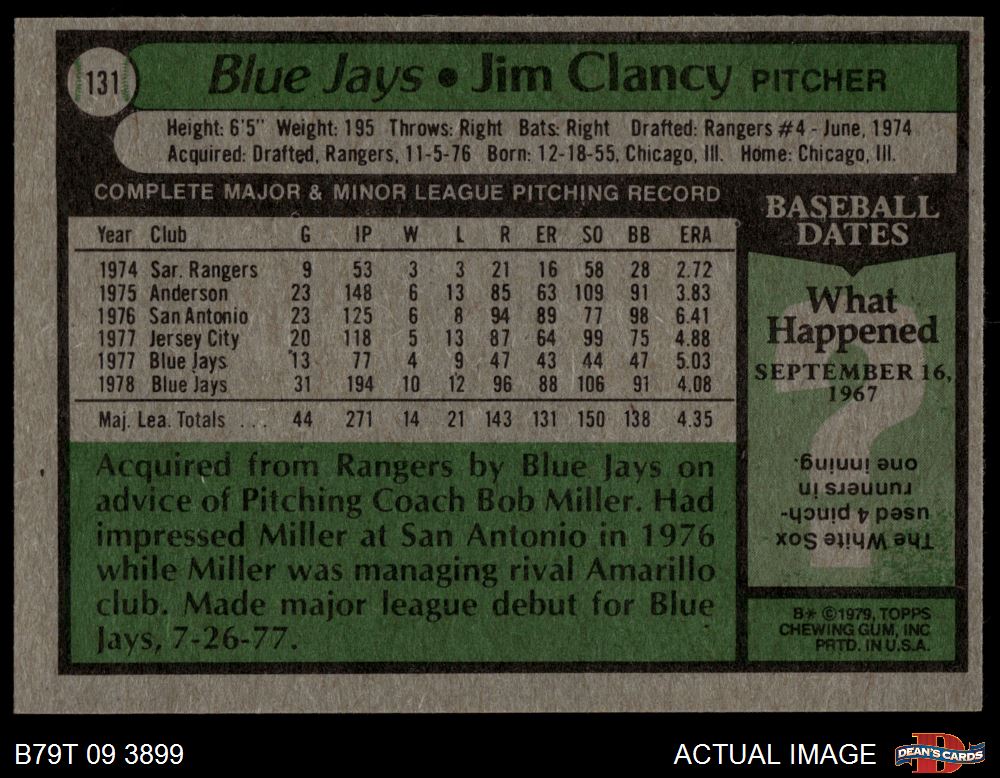 131
Blue Jays • Jim Clancy PITCHER
Height: 6'5" Weight: 195 Throws: Right Bats: Right Drafted: Rangers #4 - June, 1974
Acquired: Drafted, Rangers, 11-5-76 Born: 12-18-55, Chicago, Ill. Home: Chicago, Ill.
COMPLETE MAJOR & MINOR LEAGUE PITCHING RECORD
Year Club G IP W L R ER SO BB ERA
1974 Sar. Rangers 9 53 3 3 21 16 58 28 2.72
1975 Anderson 23 148 6 13 85 63 109 91 3.83
1976 San Antonio 23 125 6 8 94 89 77 98 6.41
1977 Jersey City 20 118 5 13 87 64 99 75 4.88
1977 Blue Jays 13 77 4 9 47 43 44 47 5.03
1978 Blue Jays 31 194 10 12 96 88 106 91 4.08
Maj. Lea. Totals ... 44 271 14 21 143 131 150 138 4.35
Acquired from Rangers by Blue Jays on
advice of Pitching Coach Bob Miller. Had
impressed Miller at San Antonio in 1976
while Miller was managing rival Amarillo
club. Made major league debut for Blue
Jays, 7-26-77.
BASEBALL
DATES
What
Happened
SEPTEMBER 16,
1967
?
The White Sox
used 4 pinch-
runners in
one inning.
B* ©1979, TOPPS
CHEWING GUM, INC
PRTD. IN U.S.A.
B79T 09 3899
ACTUAL IMAGE
DEAN'S CARDS